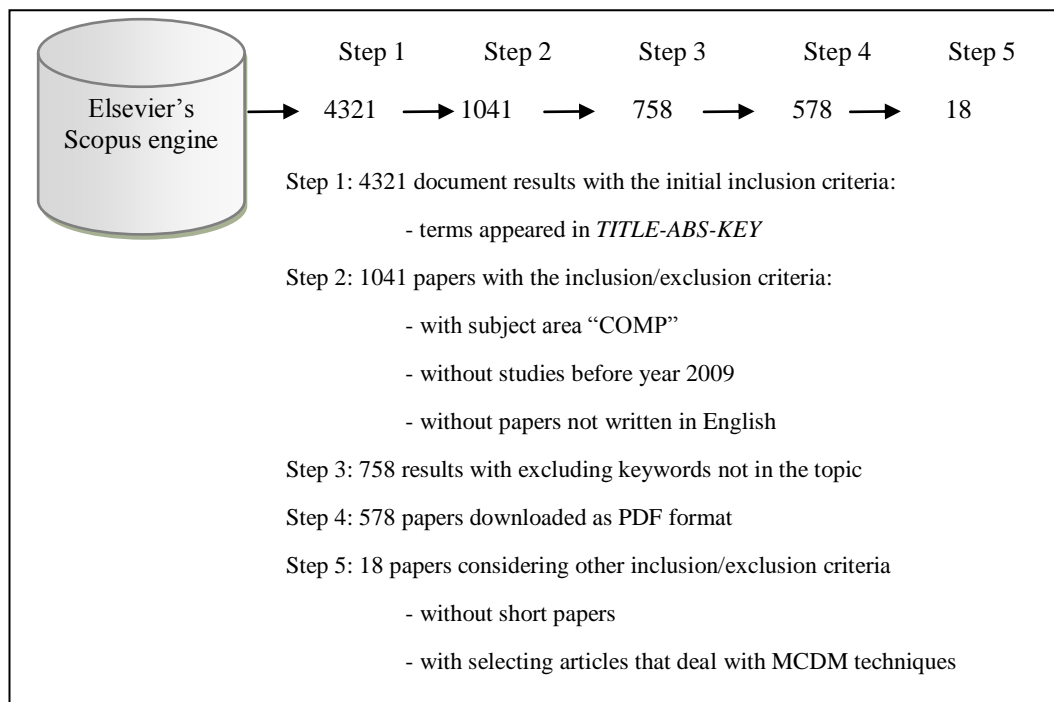 Step 1 Step 2 Step 3 Step 4 Step 5
Elsevier's
Scopus engine
4321 1041 758 578 18
Step 1: 4321 document results with the initial inclusion criteria:
- terms appeared in TITLE-ABS-KEY
Step 2: 1041 papers with the inclusion/exclusion criteria:
- with subject area “COMP”
- without studies before year 2009
- without papers not written in English
Step 3: 758 results with excluding keywords not in the topic
Step 4: 578 papers downloaded as PDF format
Step 5: 18 papers considering other inclusion/exclusion criteria
- without short papers
- with selecting articles that deal with MCDM techniques